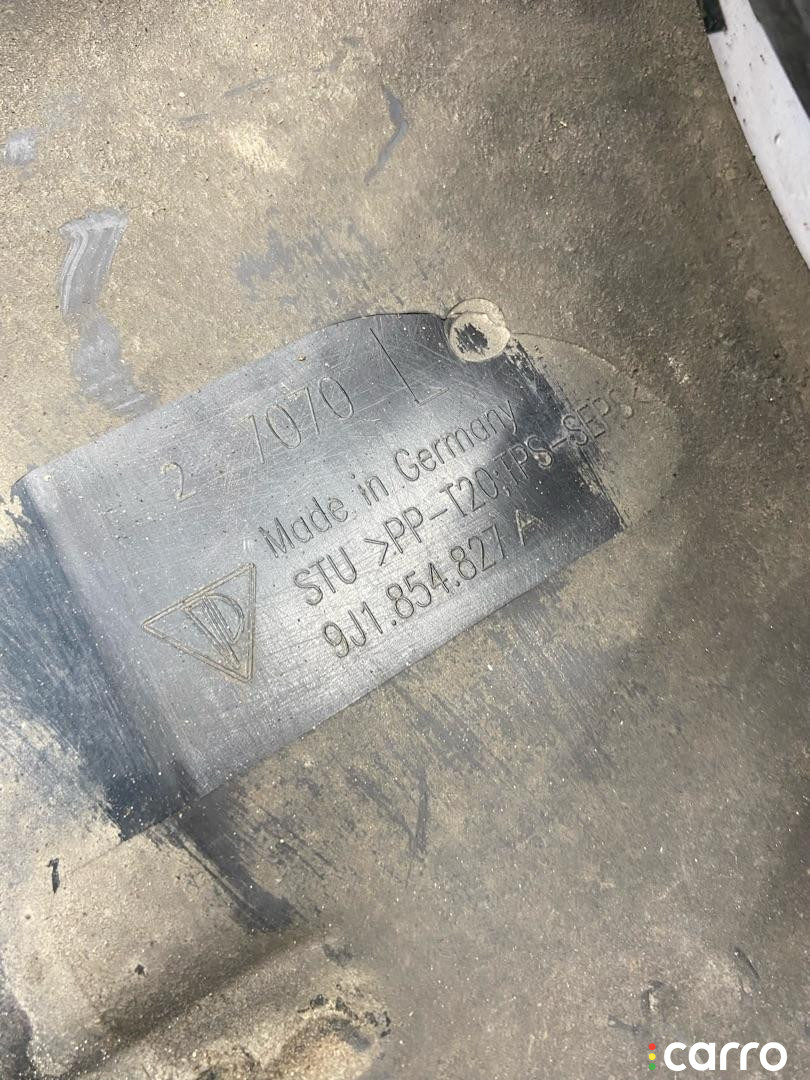 2 7070 L
Made in Germany
STU >PP-T20;TPS-SEPS<
9J1.854.827 A
carro